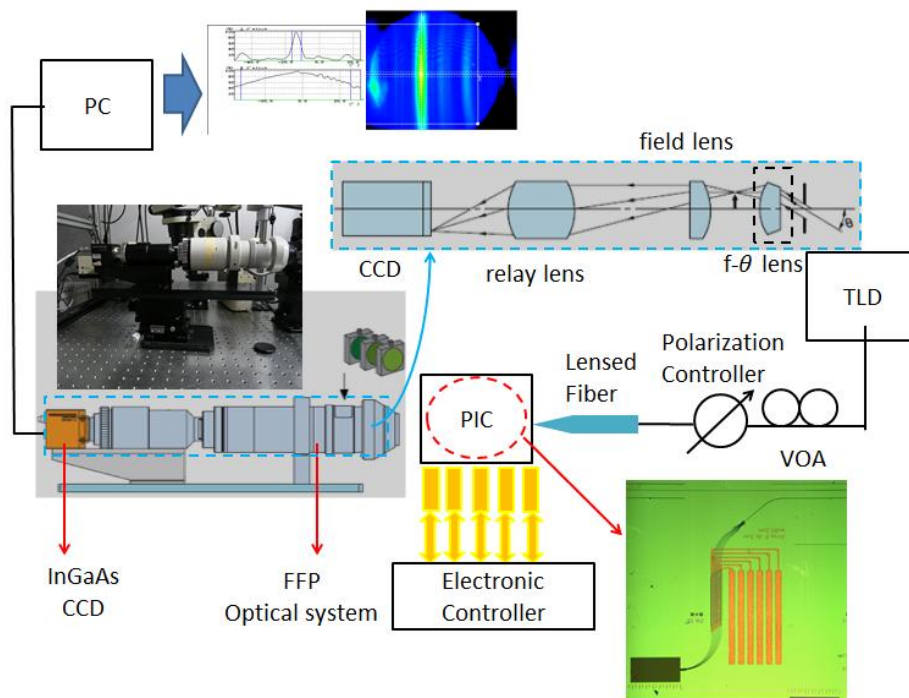 PC
field lens
CCD
relay lens
f-θ lens
θ
TLD
Polarization
Controller
Lensed
Fiber
PIC
VOA
InGaAs
CCD
FFP
Optical system
Electronic
Controller